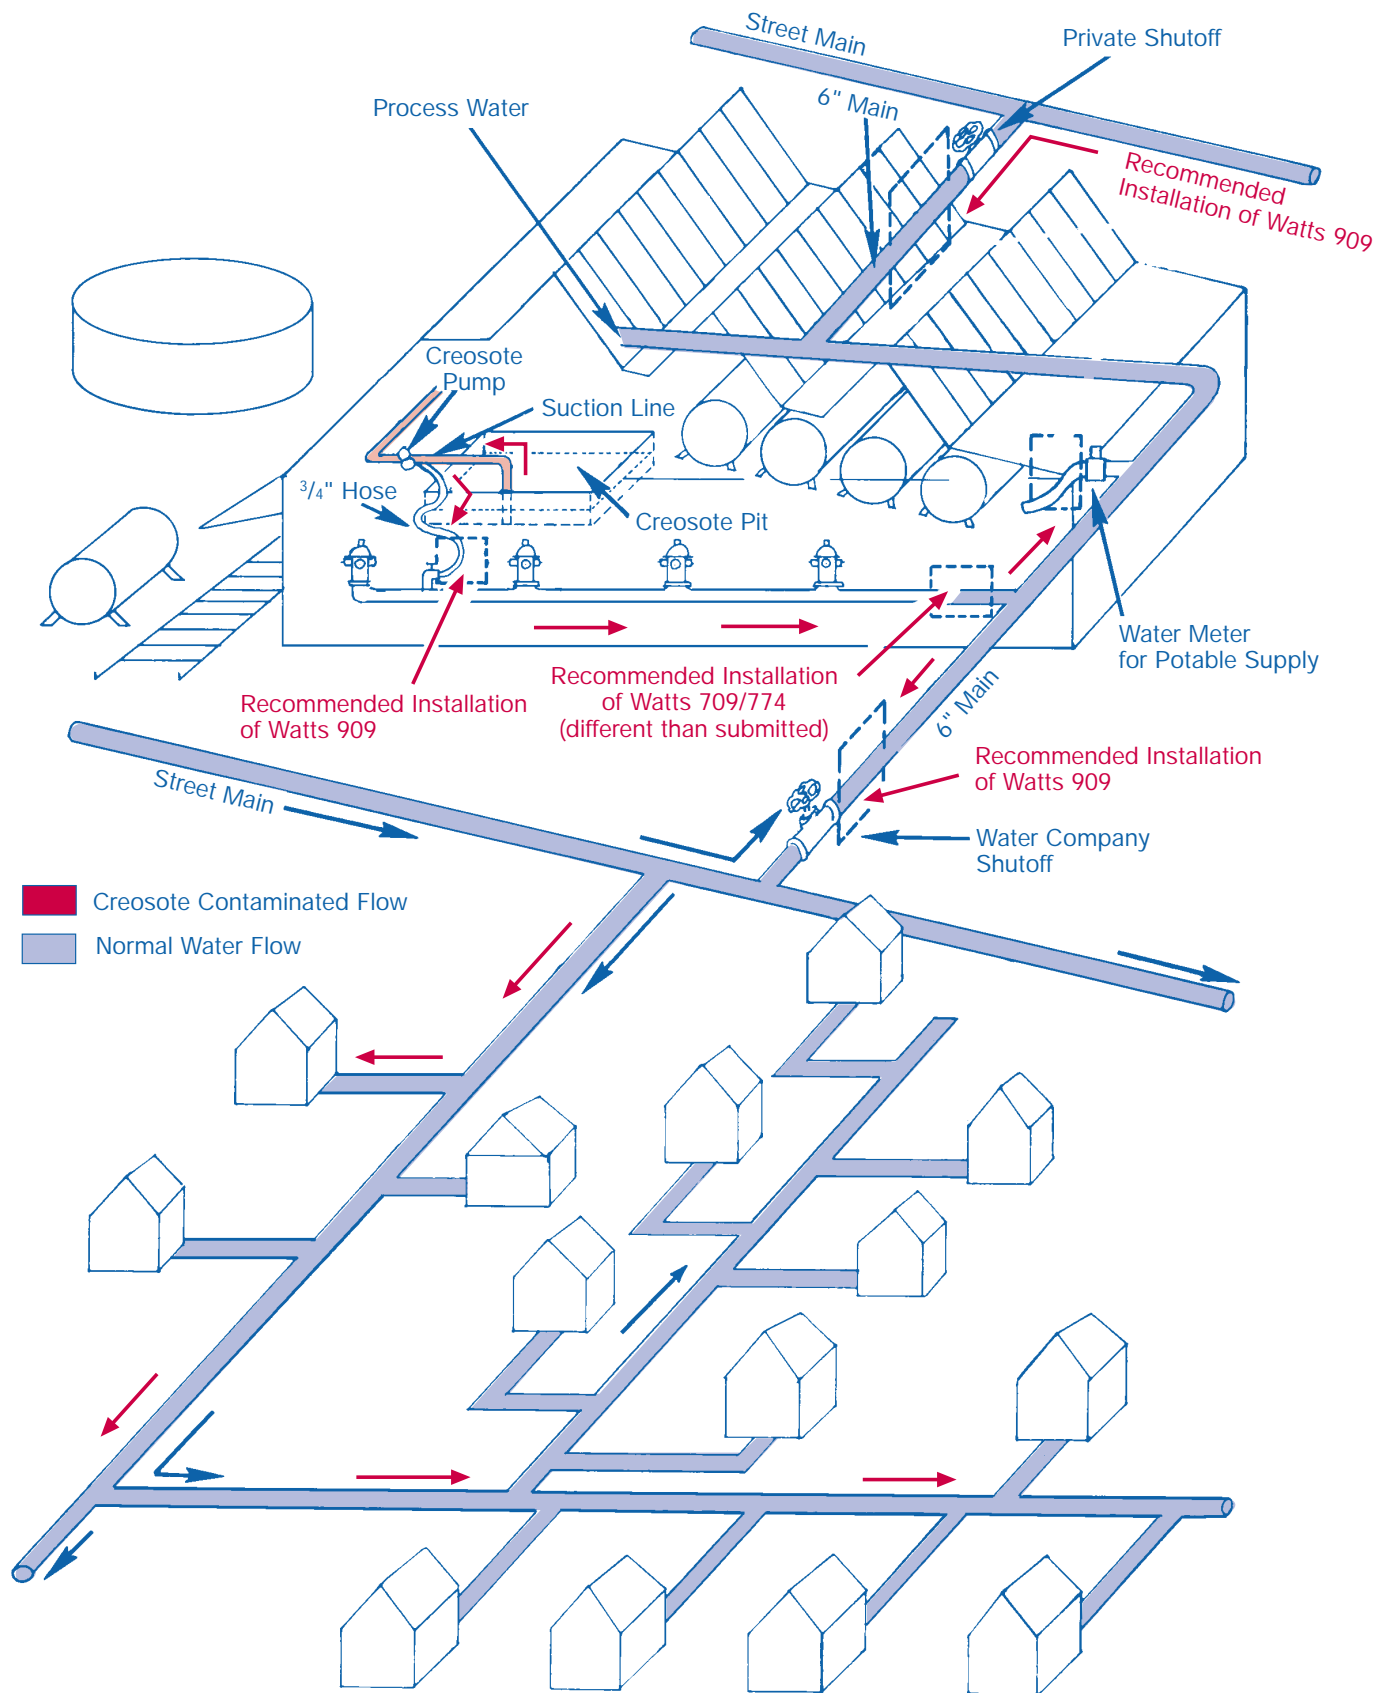 Street Main
Private Shutoff
6" Main
Process Water
Recommended
Installation of Watts 909
Creosote
Pump
Suction Line
3/4" Hose
Creosote Pit
Water Meter
for Potable Supply
Recommended Installation
of Watts 909
Recommended Installation
of Watts 709/774
(different than submitted)
6" Main
Recommended Installation
of Watts 909
Street Main
Water Company
Shutoff
Creosote Contaminated Flow
Normal Water Flow